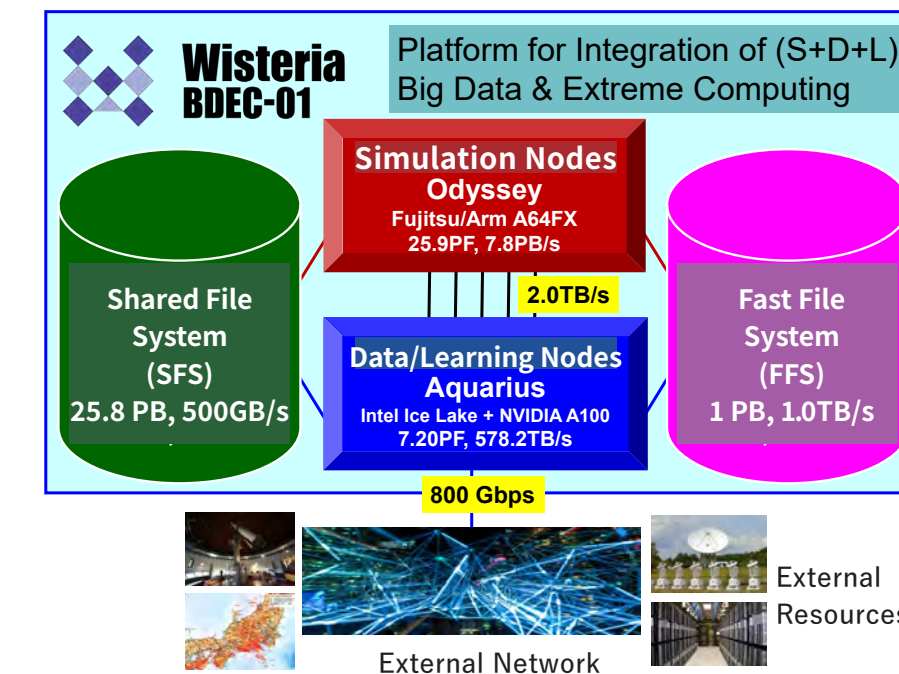 Wisteria
BDEC-01
Platform for Integration of (S+D+L)
Big Data & Extreme Computing
Simulation Nodes
Odyssey
Fujitsu/Arm A64FX
25.9PF, 7.8PB/s
2.0TB/s
Shared File
System
(SFS)
25.8 PB, 500GB/s
Data/Learning Nodes
Aquarius
Intel Ice Lake + NVIDIA A100
7.20PF, 578.2TB/s
Fast File
System
(FFS)
1 PB, 1.0TB/s
800 Gbps
External
Resources
External Network